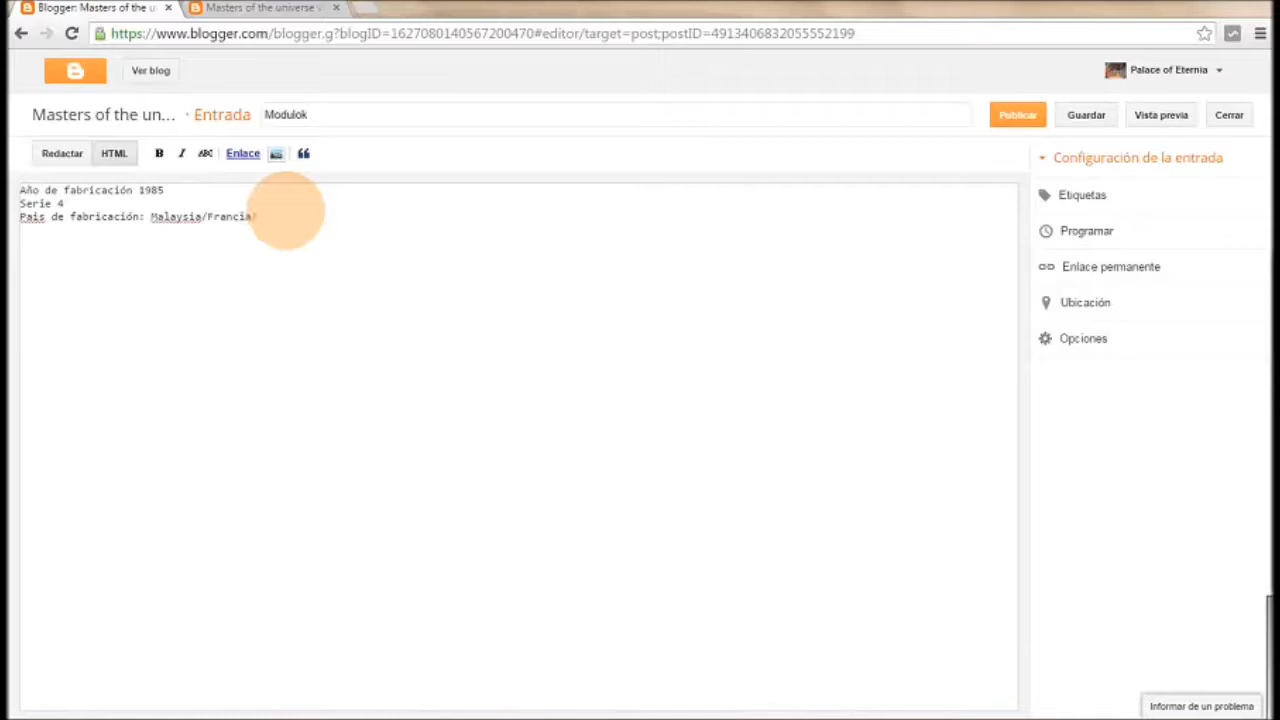 Blogger: Masters of the u
Masters of the universe
https://www.blogger.com/blogger.g?blogID=1627080140567200470#editor/target=post;postID=4913406832055552199
Ver blog
Palace of Eternia
Masters of the un... · Entrada
Modulok
Publicar
Guardar
Vista previa
Cerrar
Redactar
HTML
B
I
ABC
Enlace
Configuración de la entrada
Año de fabricación 1985
Serie 4
Pais de fabricación: Malaysia/Francia/
Etiquetas
Programar
Enlace permanente
Ubicación
Opciones
Informar de un problema